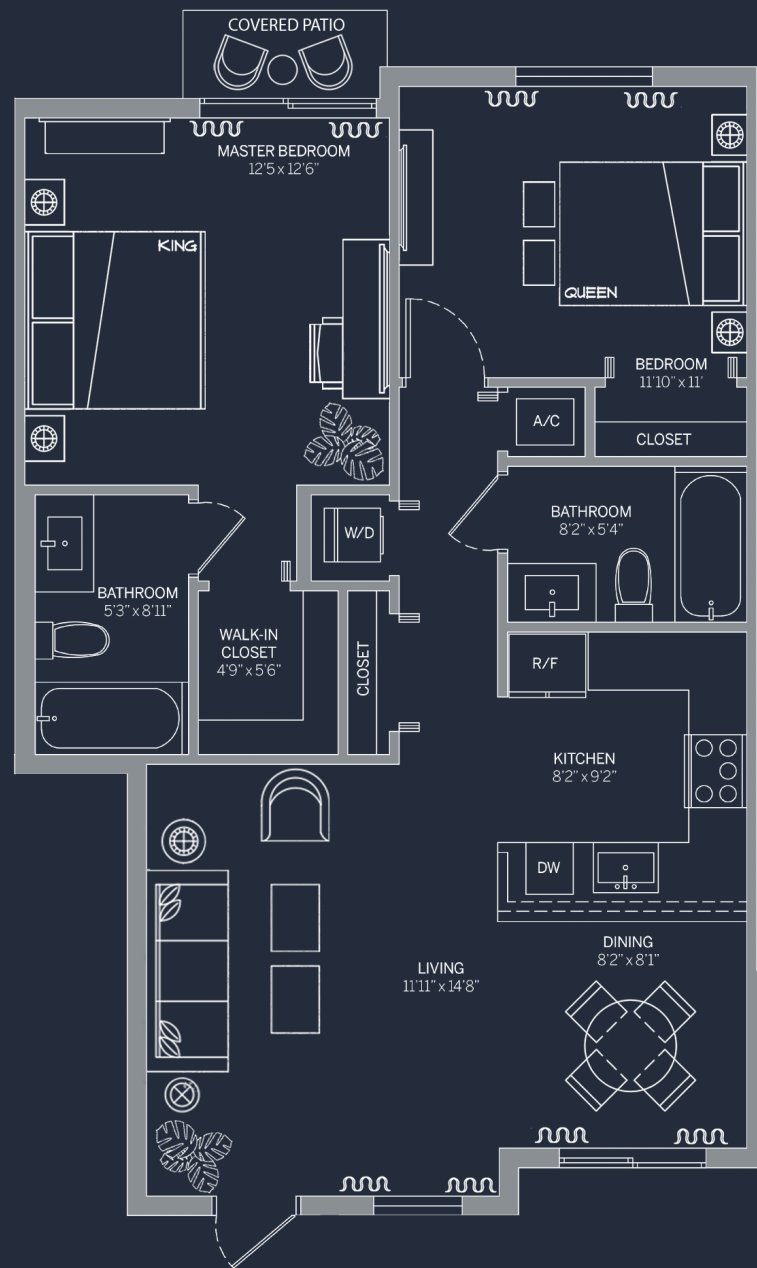 COVERED PATIO
MASTER BEDROOM
12'5 x 12'6"
KING
QUEEN
BEDROOM
11'10" x 11'
A/C
CLOSET
W/D
BATHROOM
8'2" x 5'4"
BATHROOM
5'3" x 8'11"
WALK-IN
CLOSET
4'9" x 5'6"
CLOSET
R/F
KITCHEN
8'2" x 9'2"
DW
DINING
8'2" x 8'1"
LIVING
11'11" x 14'8"